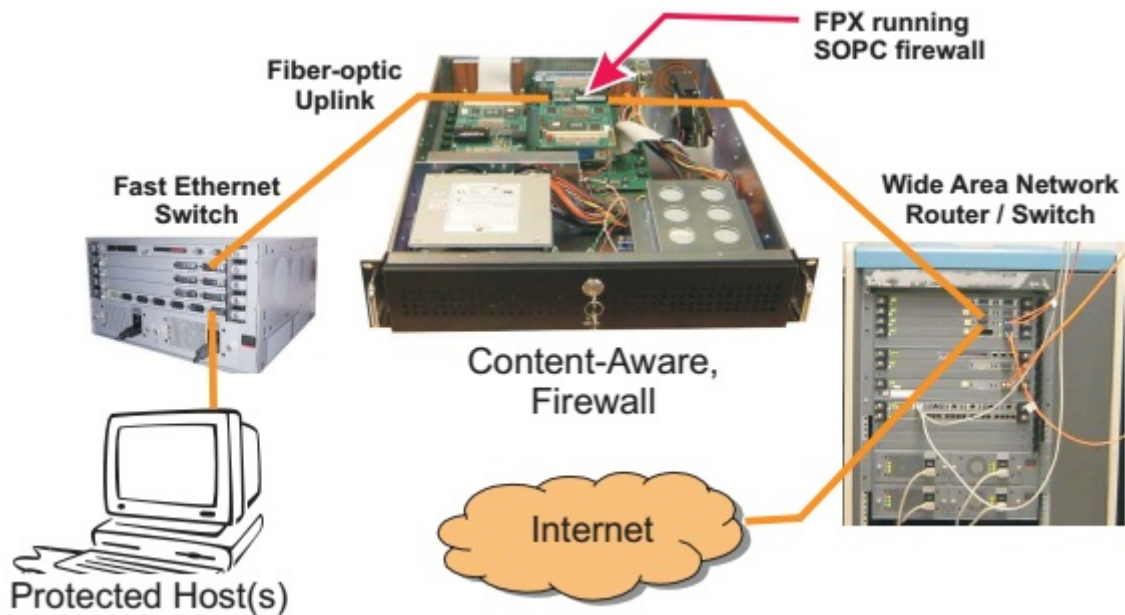 FPX running
SOPC firewall
Fiber-optic
Uplink
Fast Ethernet
Switch
Wide Area Network
Router / Switch
Content-Aware,
Firewall
Internet
Protected Host(s)